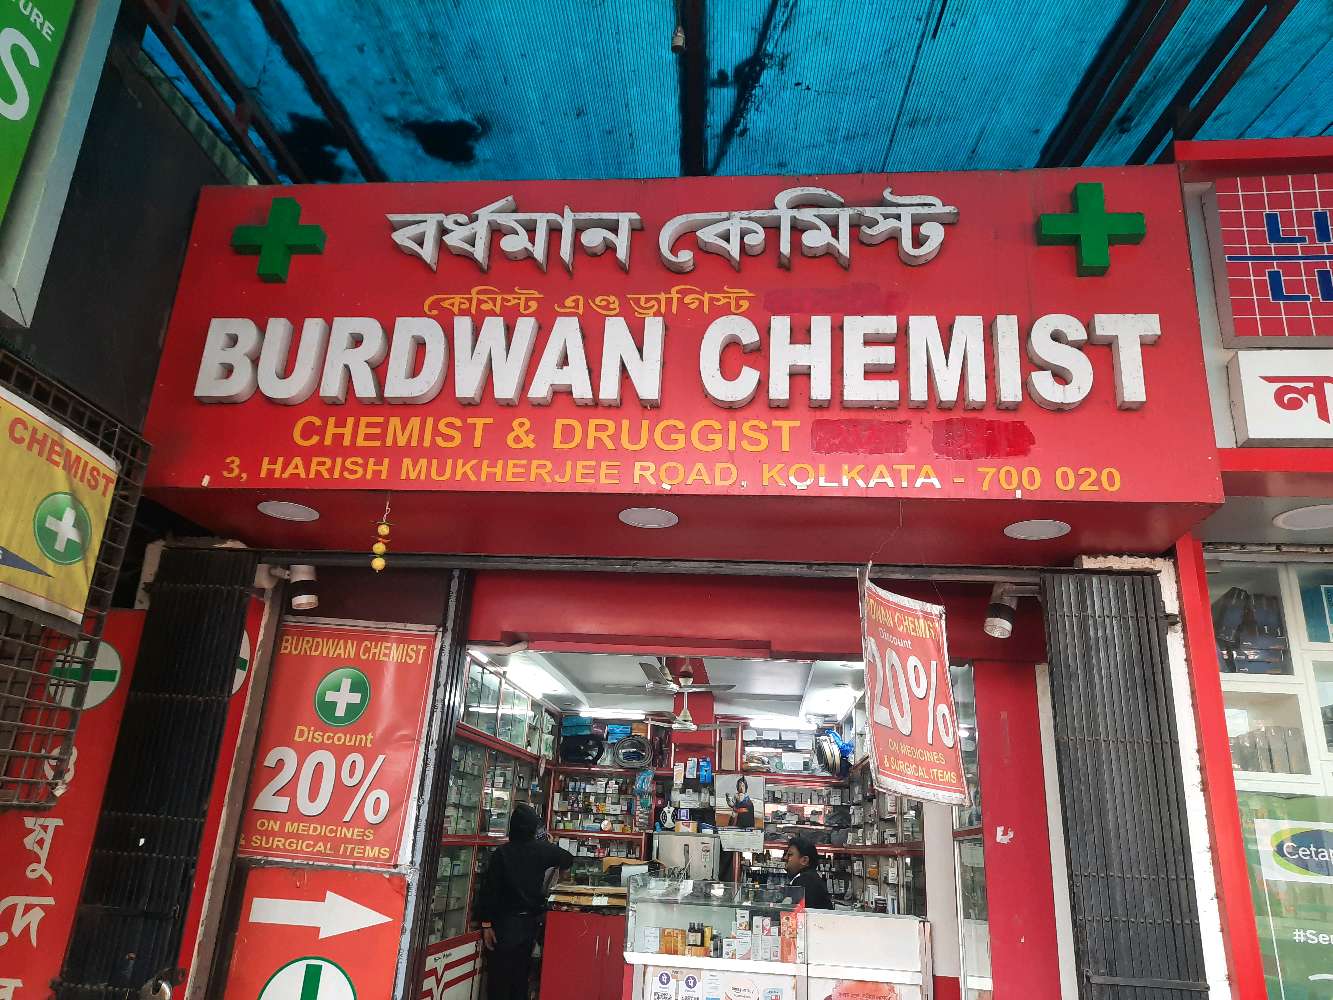 বর্ধমান কেমিস্ট
কেমিস্ট এণ্ড ড্রাগিস্ট
BURDWAN CHEMIST
CHEMIST & DRUGGIST
3, HARISH MUKHERJEE ROAD, KOLKATA - 700 020
BURDWAN CHEMIST
Discount
20%
ON MEDICINES
& SURGICAL ITEMS
CHEMIST
Discount
20%
ON MEDICINES
& SURGICAL ITEMS
CHEMIST